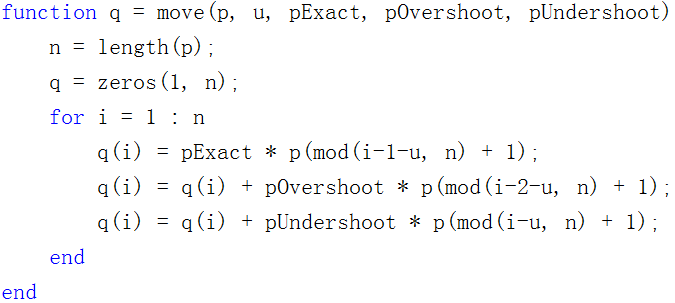 function q = move(p, u, pExact, pOvershoot, pUndershoot)
    n = length(p);
    q = zeros(1, n);
    for i = 1 : n
        q(i) = pExact * p(mod(i-1-u, n) + 1);
        q(i) = q(i) + pOvershoot * p(mod(i-2-u, n) + 1);
        q(i) = q(i) + pUndershoot * p(mod(i-u, n) + 1);
    end
end